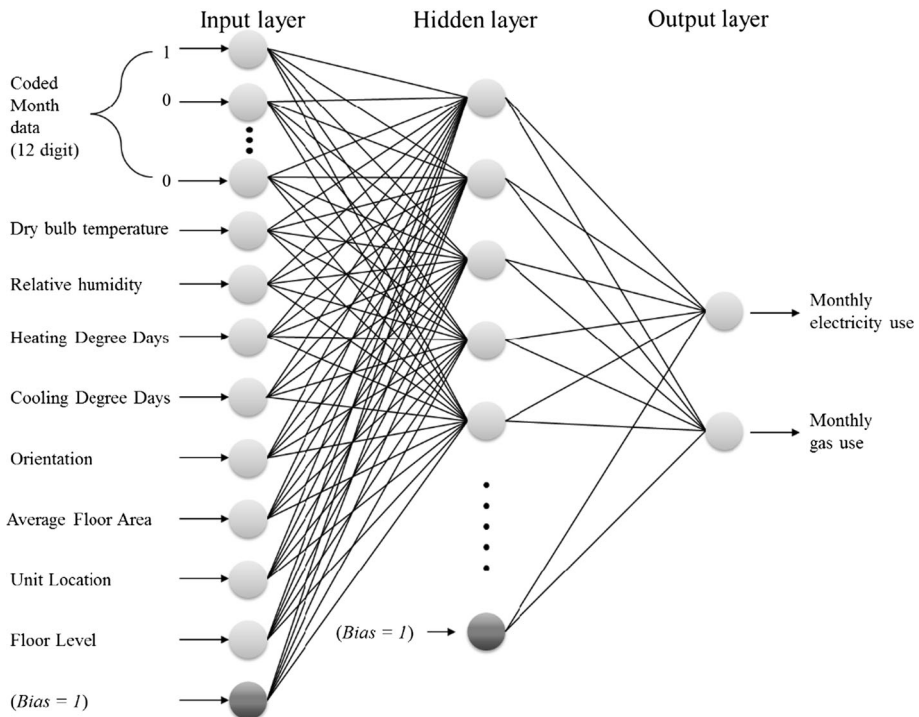 Input layer
Hidden layer
Output layer
Coded
Month
data
(12 digit)
1
0
0
Dry bulb temperature
Relative humidity
Heating Degree Days
Cooling Degree Days
Orientation
Average Floor Area
Unit Location
Floor Level
(Bias = 1)
(Bias = 1)
Monthly
electricity use
Monthly
gas use